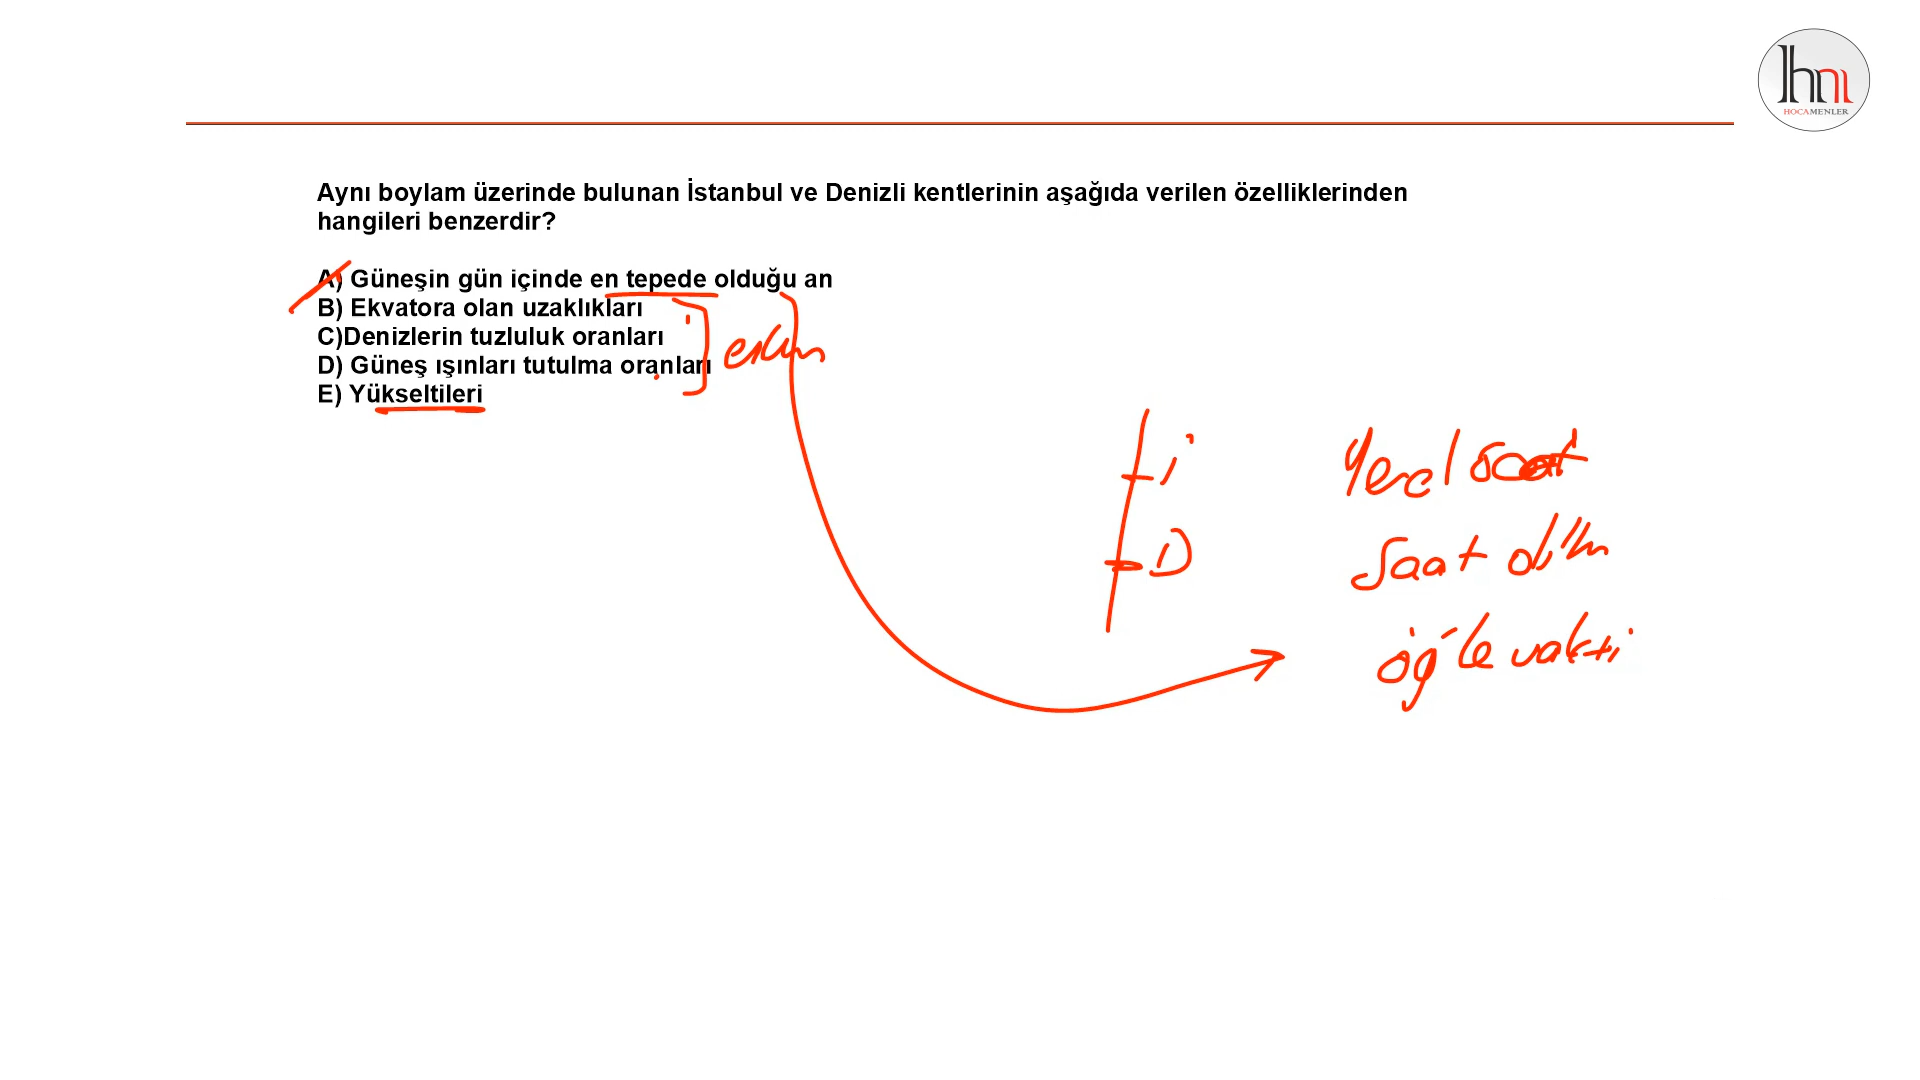 hm
HOCAMENLER
Aynı boylam üzerinde bulunan İstanbul ve Denizli kentlerinin aşağıda verilen özelliklerinden
hangileri benzerdir?
A) Güneşin gün içinde en tepede olduğu an
B) Ekvatora olan uzaklıkları
C)Denizlerin tuzluluk oranları
D) Güneş ışınları tutulma oranları
E) Yükseltileri
İ
D
Yerel saat
Saat dilim
öğle vakti